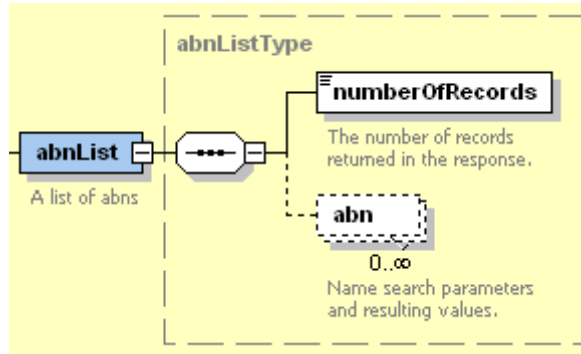 abnListType
numberOfRecords
The number of records
returned in the response.
abnList
A list of abns
abn
0..∞
Name search parameters
and resulting values.